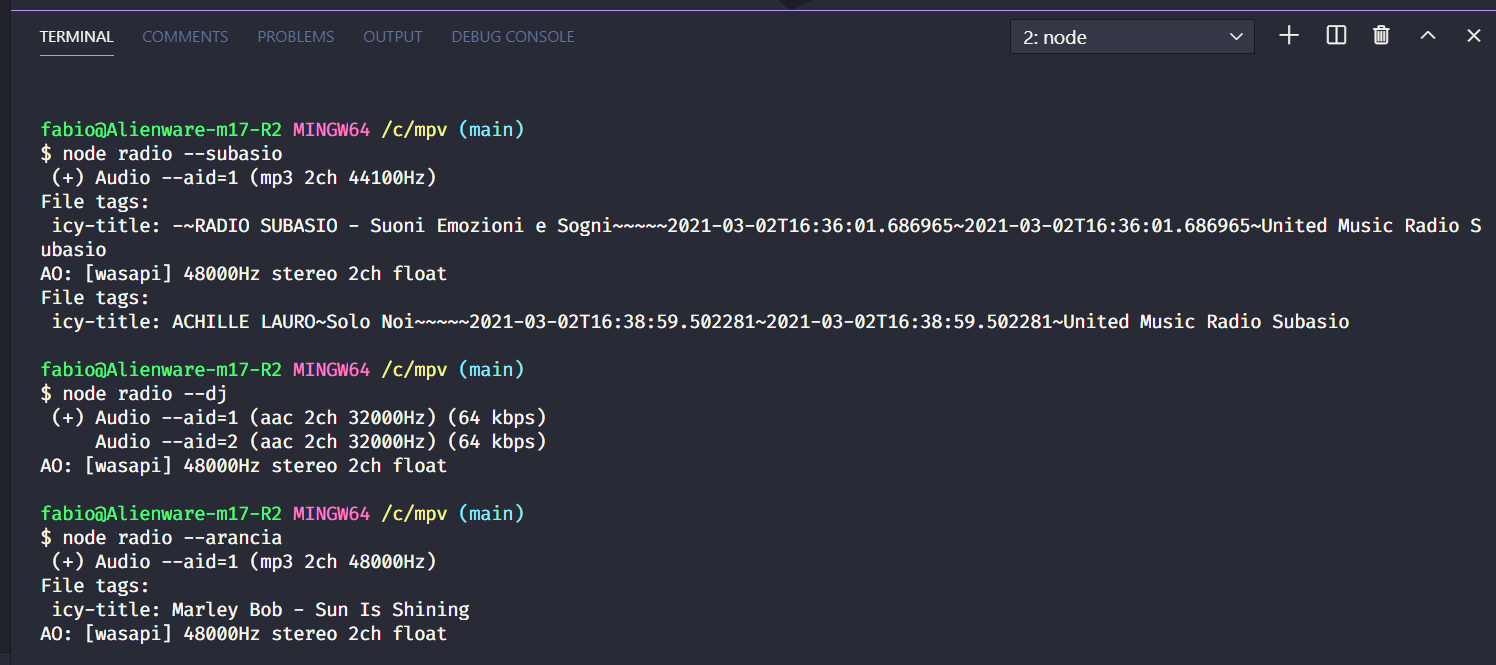 TERMINAL COMMENTS PROBLEMS OUTPUT DEBUG CONSOLE 2: node
fabio@Alienware-m17-R2 MINGW64 /c/mpv (main)
$ node radio --subasio
(+) Audio --aid=1 (mp3 2ch 44100Hz)
File tags:
icy-title: -~RADIO SUBASIO - Suoni Emozioni e Sogni~~~~~2021-03-02T16:36:01.686965~2021-03-02T16:36:01.686965~United Music Radio S
ubasio
AO: [wasapi] 48000Hz stereo 2ch float
File tags:
icy-title: ACHILLE LAURO~Solo Noi~~~~~2021-03-02T16:38:59.502281~2021-03-02T16:38:59.502281~United Music Radio Subasio
fabio@Alienware-m17-R2 MINGW64 /c/mpv (main)
$ node radio --dj
(+) Audio --aid=1 (aac 2ch 32000Hz) (64 kbps)
Audio --aid=2 (aac 2ch 32000Hz) (64 kbps)
AO: [wasapi] 48000Hz stereo 2ch float
fabio@Alienware-m17-R2 MINGW64 /c/mpv (main)
$ node radio --arancia
(+) Audio --aid=1 (mp3 2ch 48000Hz)
File tags:
icy-title: Marley Bob - Sun Is Shining
AO: [wasapi] 48000Hz stereo 2ch float